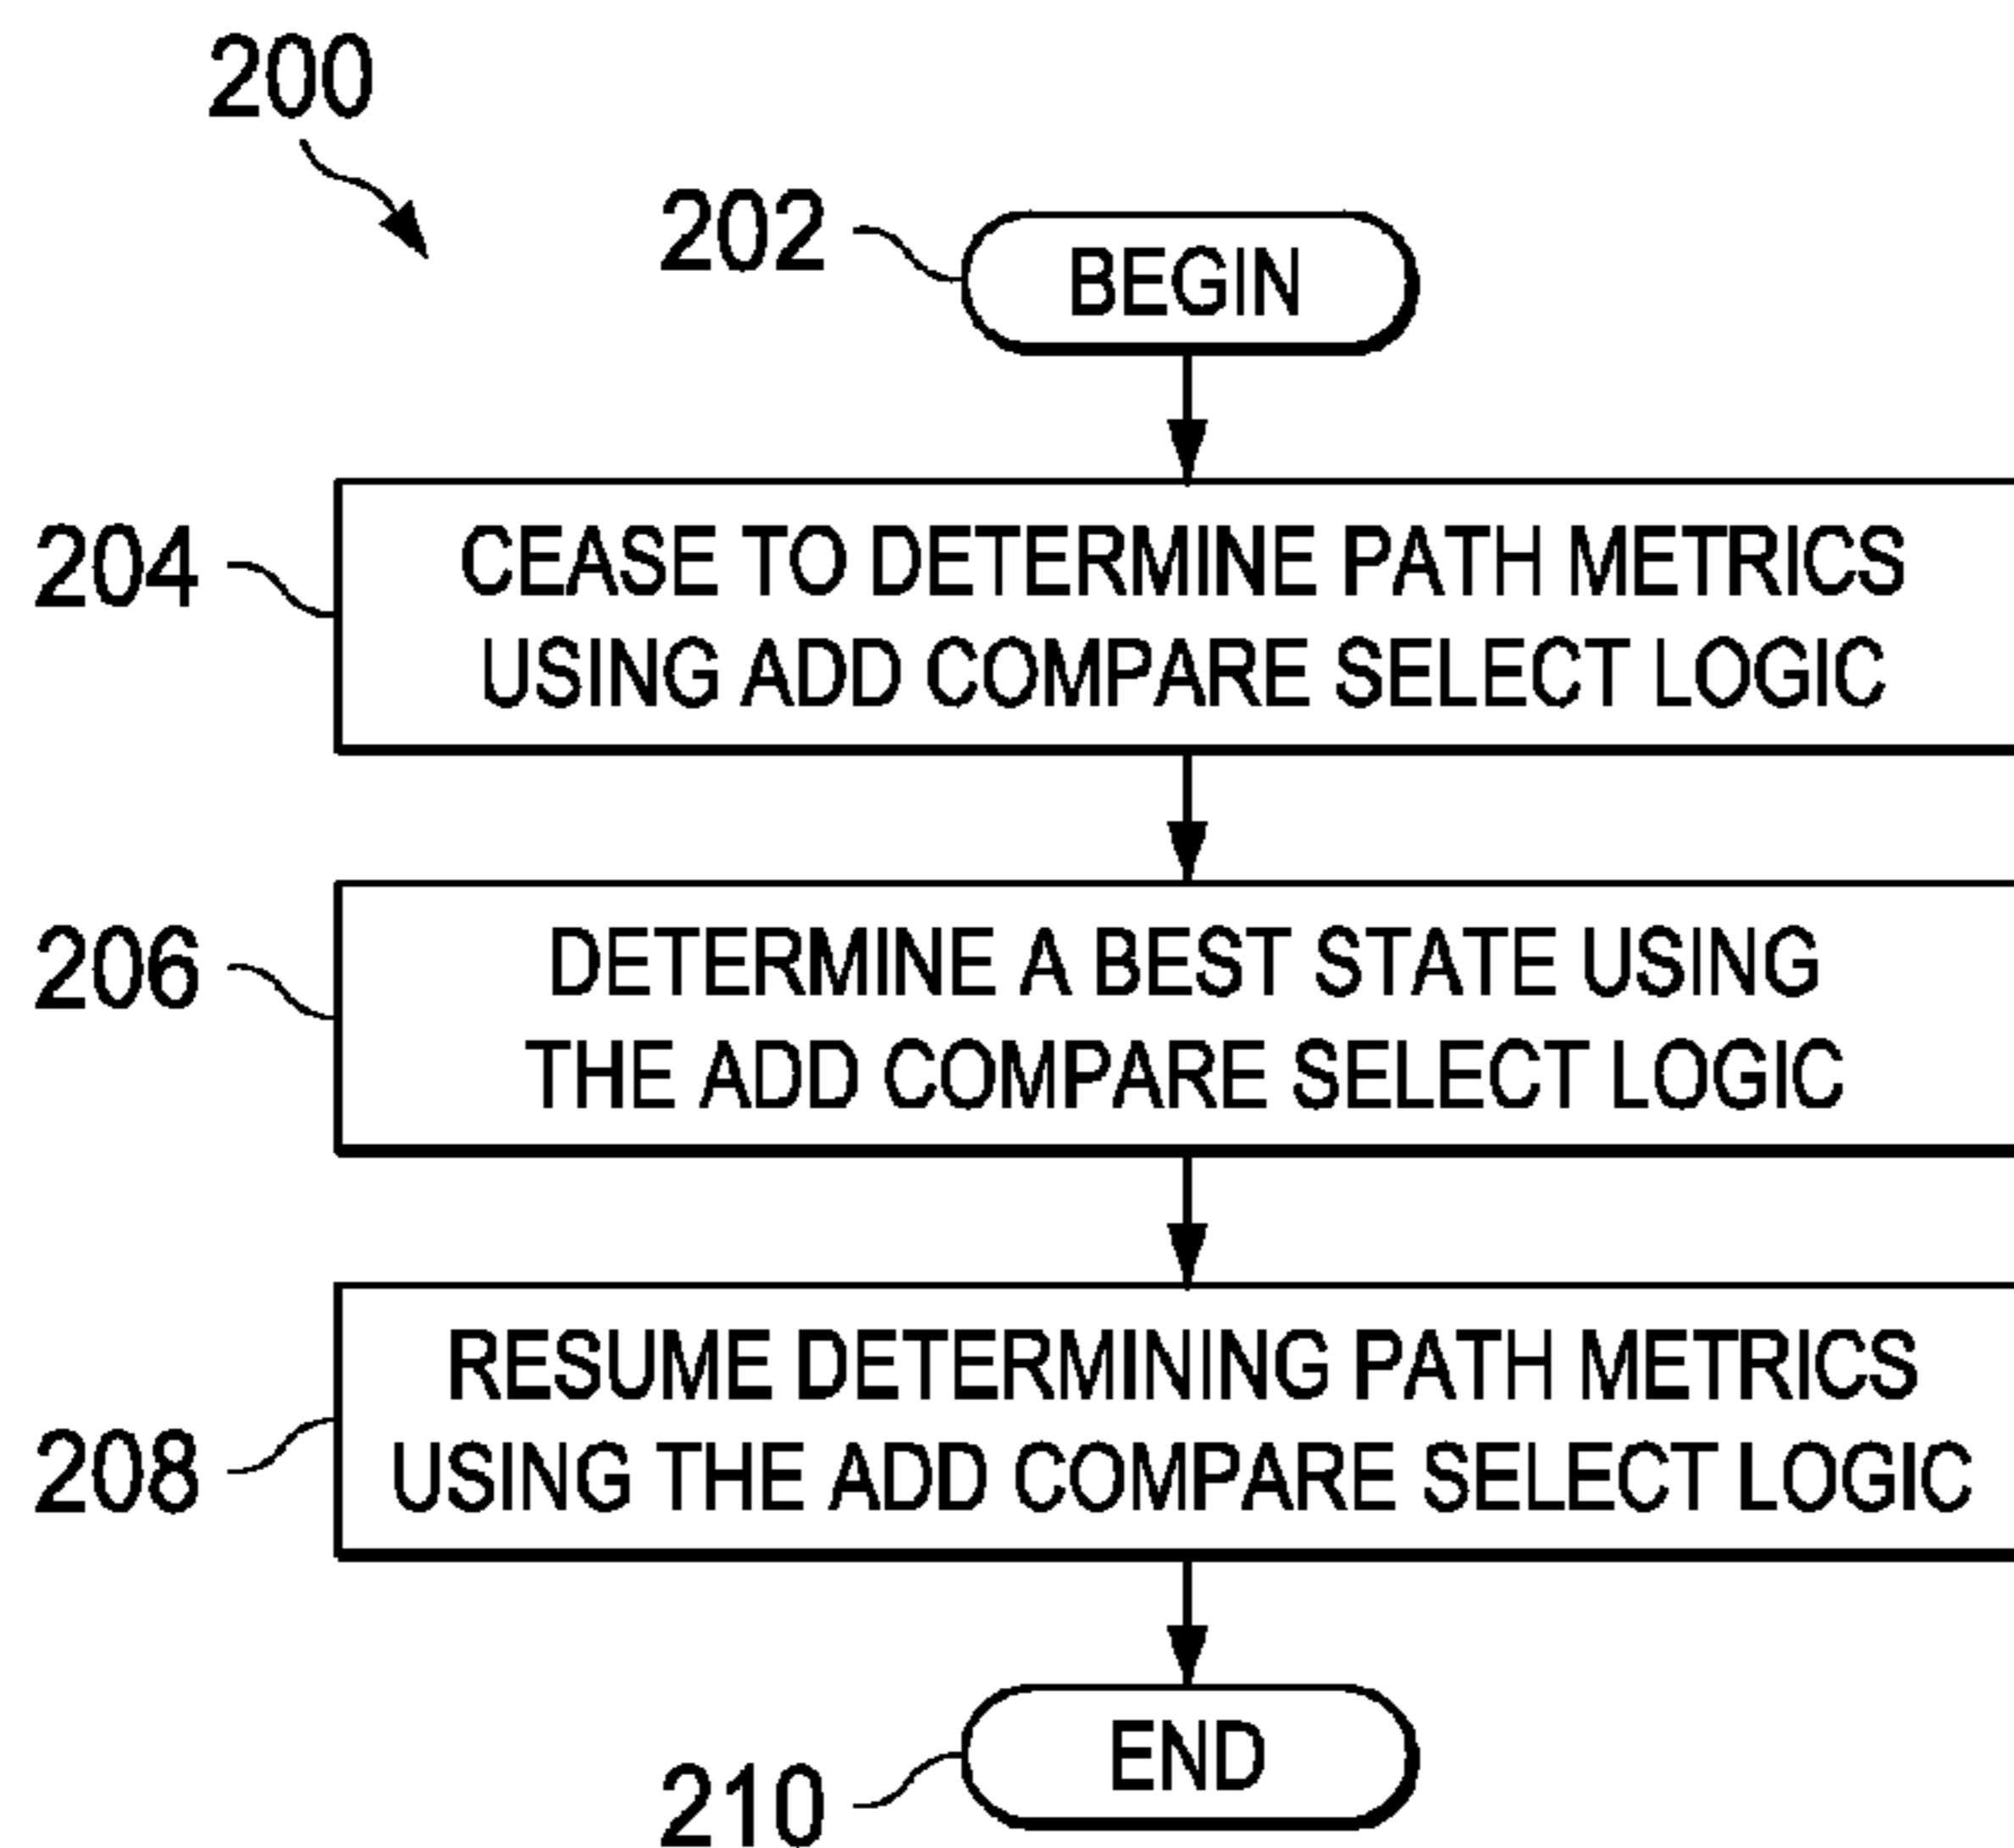 200
202
BEGIN
204
CEASE TO DETERMINE PATH METRICS
USING ADD COMPARE SELECT LOGIC
206
DETERMINE A BEST STATE USING
THE ADD COMPARE SELECT LOGIC
208
RESUME DETERMINING PATH METRICS
USING THE ADD COMPARE SELECT LOGIC
210
END